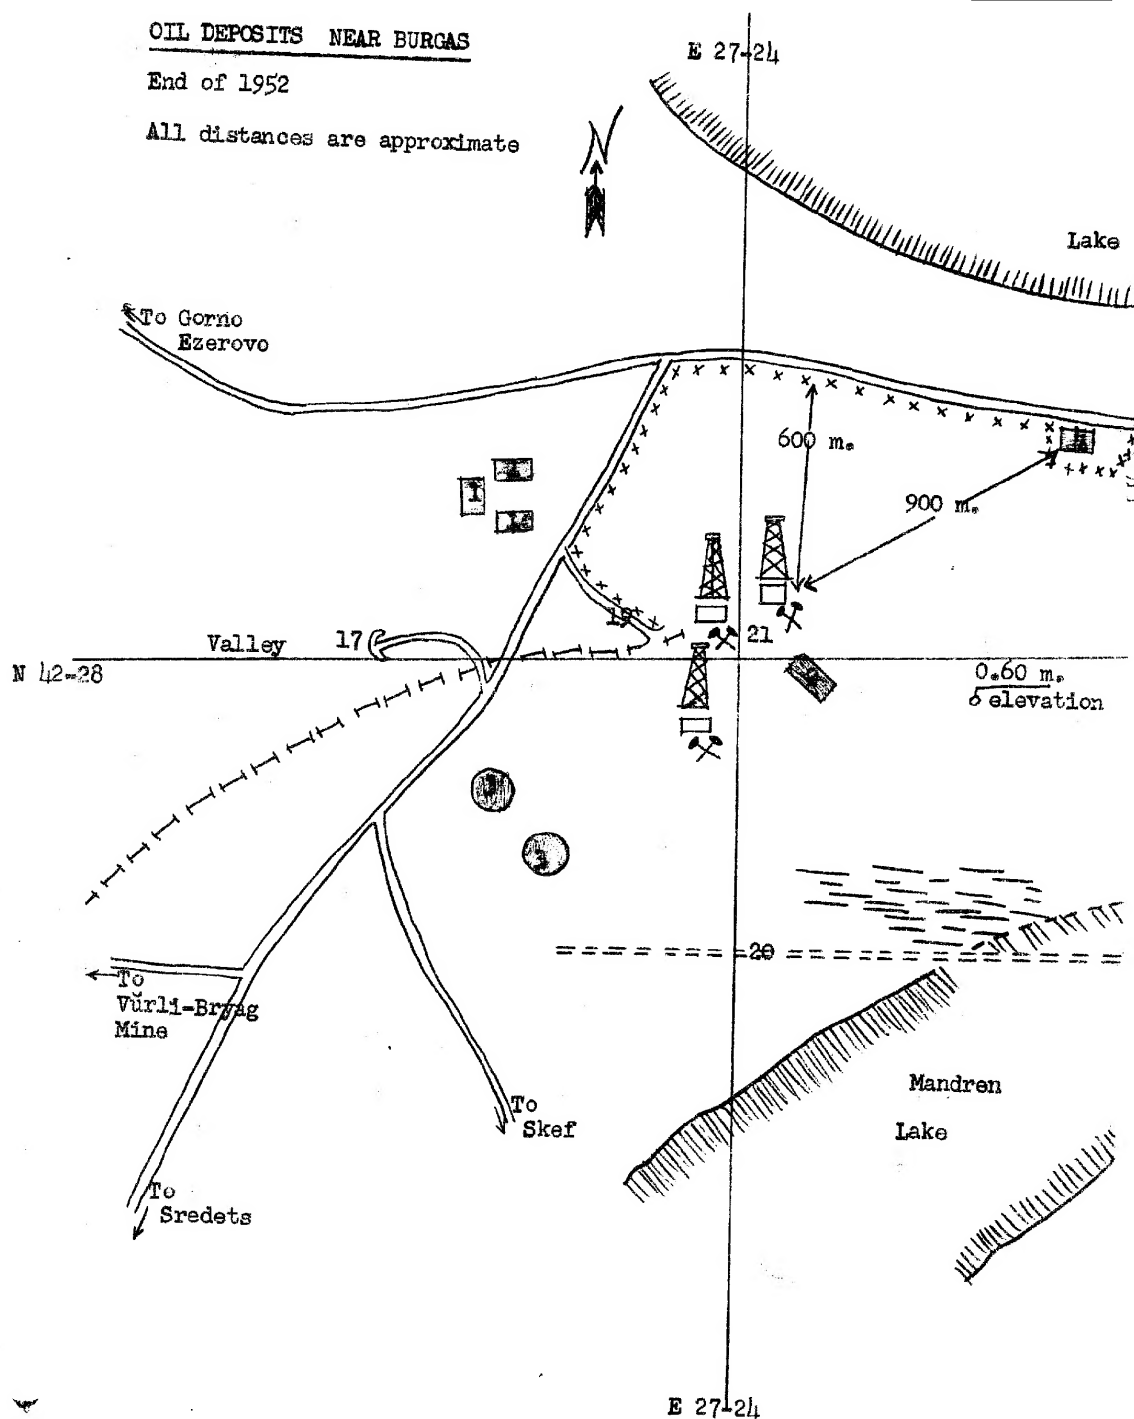 OIL DEPOSITS NEAR BURGAS
End of 1952
All distances are approximate
E 27-24
N
Lake
To Gorno
Ezerovo
600 m.
900 m.
1
19
21
Valley
17
N 42-28
0.60 m.
elevation
3
20
To
Vŭrli-Bryag
Mine
Mandren
Lake
To
Skef
To
Sredets
E 27-24